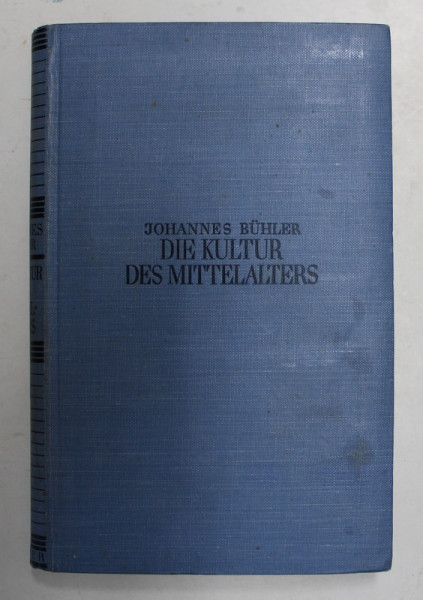 JOHANNES BÜHLER
DIE KULTUR
DES MITTELALTERS